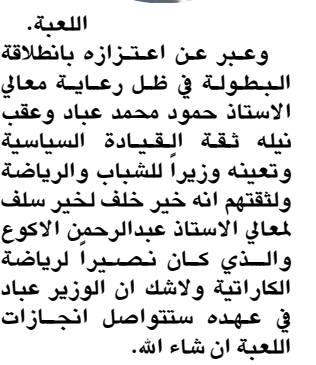 اللعبة.
وعبر عن اعتزازه بانطلاقة
البطولة في ظل رعاية معالي
الاستاذ حمود محمد عباد وعقب
نيله ثقة القيادة السياسية
وتعينه وزيراً للشباب والرياضة
ولثقتهم انه خير خلف لخير سلف
لمعالي الاستاذ عبدالرحمن الاكوع
والذي كان نصيراً لرياضة
الكاراتية ولاشك ان الوزير عباد
في عهده ستتواصل انجازات
اللعبة ان شاء الله.